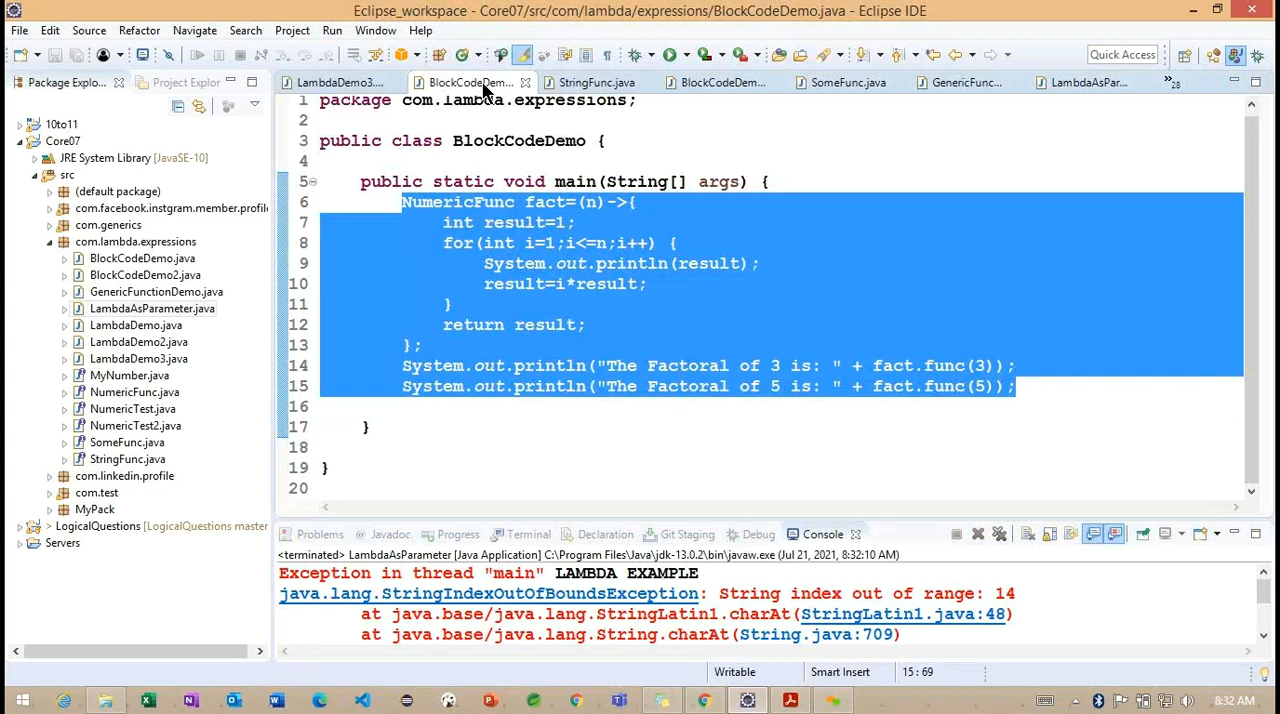 Eclipse_workspace - Core07/src/com/lambda/expressions/BlockCodeDemo.java - Eclipse IDE
File Edit Source Refactor Navigate Search Project Run Window Help
Quick Access
Package Explo... Project Explor
LambdaDemo3.... BlockCodeDem... StringFunc.java BlockCodeDem... SomeFunc.java GenericFunc... LambdaAsPar... »28
10to11
Core07
JRE System Library [JavaSE-10]
src
(default package)
com.facebook.instgram.member.profile
com.generics
com.lambda.expressions
BlockCodeDemo.java
BlockCodeDemo2.java
GenericFunctionDemo.java
LambdaAsParameter.java
LambdaDemo.java
LambdaDemo2.java
LambdaDemo3.java
MyNumber.java
NumericFunc.java
NumericTest.java
NumericTest2.java
SomeFunc.java
StringFunc.java
com.linkedin.profile
com.test
MyPack
> LogicalQuestions [LogicalQuestions master
Servers
1 package com.lambda.expressions;
2
3 public class BlockCodeDemo {
4
5 public static void main(String[] args) {
6 NumericFunc fact=(n)->{
7 int result=1;
8 for(int i=1;i<=n;i++) {
9 System.out.println(result);
10 result=i*result;
11 }
12 return result;
13 };
14 System.out.println("The Factoral of 3 is: " + fact.func(3));
15 System.out.println("The Factoral of 5 is: " + fact.func(5));
16
17 }
18
19 }
20
Problems Javadoc Progress Terminal Declaration Git Staging Debug Console
<terminated> LambdaAsParameter [Java Application] C:\Program Files\Java\jdk-13.0.2\bin\javaw.exe (Jul 21, 2021, 8:32:10 AM)
Exception in thread "main" LAMBDA EXAMPLE
java.lang.StringIndexOutOfBoundsException: String index out of range: 14
at java.base/java.lang.StringLatin1.charAt(StringLatin1.java:48)
at java.base/java.lang.String.charAt(String.java:709)
Writable Smart Insert 15 : 69
8:32 AM